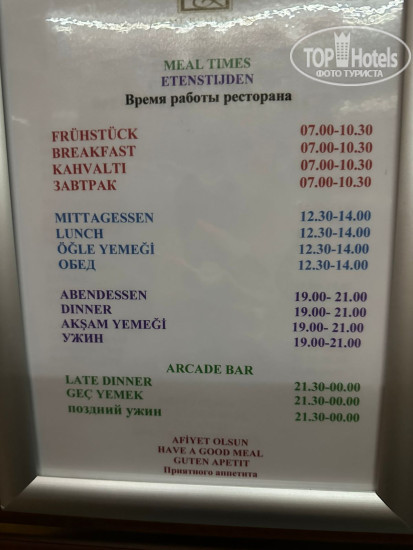 TOP Hotels
ФОТО ТУРИСТА
MEAL TIMES
ETENSTIJDEN
Время работы ресторана
FRÜHSTÜCK 07.00-10.30
BREAKFAST 07.00-10.30
KAHVALTI 07.00-10.30
ЗАВТРАК 07.00-10.30
MITTAGESSEN 12.30-14.00
LUNCH 12.30-14.00
ÖĞLE YEMEĞİ 12.30-14.00
ОБЕД 12.30-14.00
ABENDESSEN 19.00- 21.00
DINNER 19.00- 21.00
AKŞAM YEMEĞİ 19.00- 21.00
УЖИН 19.00-21.00
ARCADE BAR
LATE DINNER 21.30-00.00
GEÇ YEMEK 21.30-00.00
поздний ужин 21.30-00.00
AFİYET OLSUN
HAVE A GOOD MEAL
GUTEN APETIT
Приатного аппетита